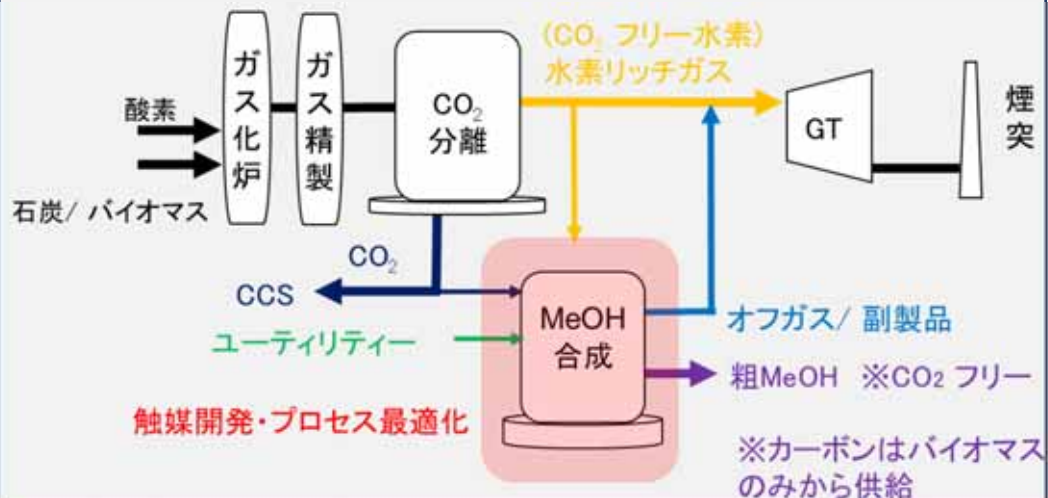 (CO₂ フリー水素)
水素リッチガス
酸素
石炭/ バイオマス
ガス化炉
ガス精製
CO₂
分離
GT
煙突
CO₂
CCS
ユーティリティー
MeOH
合成
オフガス/ 副製品
粗MeOH ※CO₂ フリー
触媒開発・プロセス最適化
※カーボンはバイオマス
のみから供給